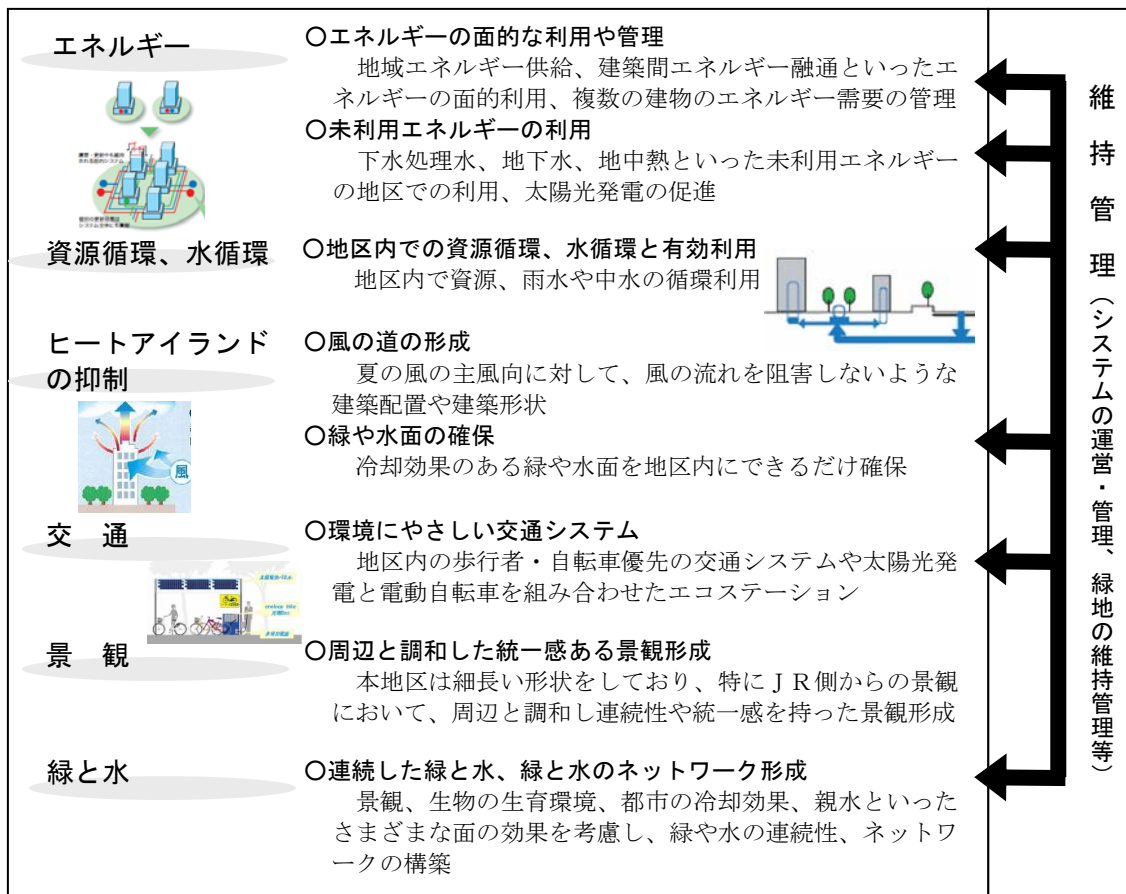 エネルギー
〇エネルギーの面的な利用や管理
地域エネルギー供給、建築間エネルギー融通といったエ
ネルギーの面的利用、複数の建物のエネルギー需要の管理
〇未利用エネルギーの利用
下水処理水、地下水、地中熱といった未利用エネルギー
の地区での利用、太陽光発電の促進
資源循環、水循環
〇地区内での資源循環、水循環と有効利用
地区内で資源、雨水や中水の循環利用
ヒートアイランド
の抑制
〇風の道の形成
夏の風の主風向に対して、風の流れを阻害しないような
建築配置や建築形状
〇緑や水面の確保
冷却効果のある緑や水面を地区内にできるだけ確保
風
交 通
〇環境にやさしい交通システム
地区内の歩行者・自転車優先の交通システムや太陽光発
電と電動自転車を組み合わせたエコステーション
景 観
〇周辺と調和した統一感ある景観形成
本地区は細長い形状をしており、特にＪＲ側からの景観
において、周辺と調和し連続性や統一感を持った景観形成
緑と水
〇連続した緑と水、緑と水のネットワーク形成
景観、生物の生育環境、都市の冷却効果、親水といった
さまざまな面の効果を考慮し、緑や水の連続性、ネットワ
ークの構築
維持管理（システムの運営・管理、緑地の維持管理等）